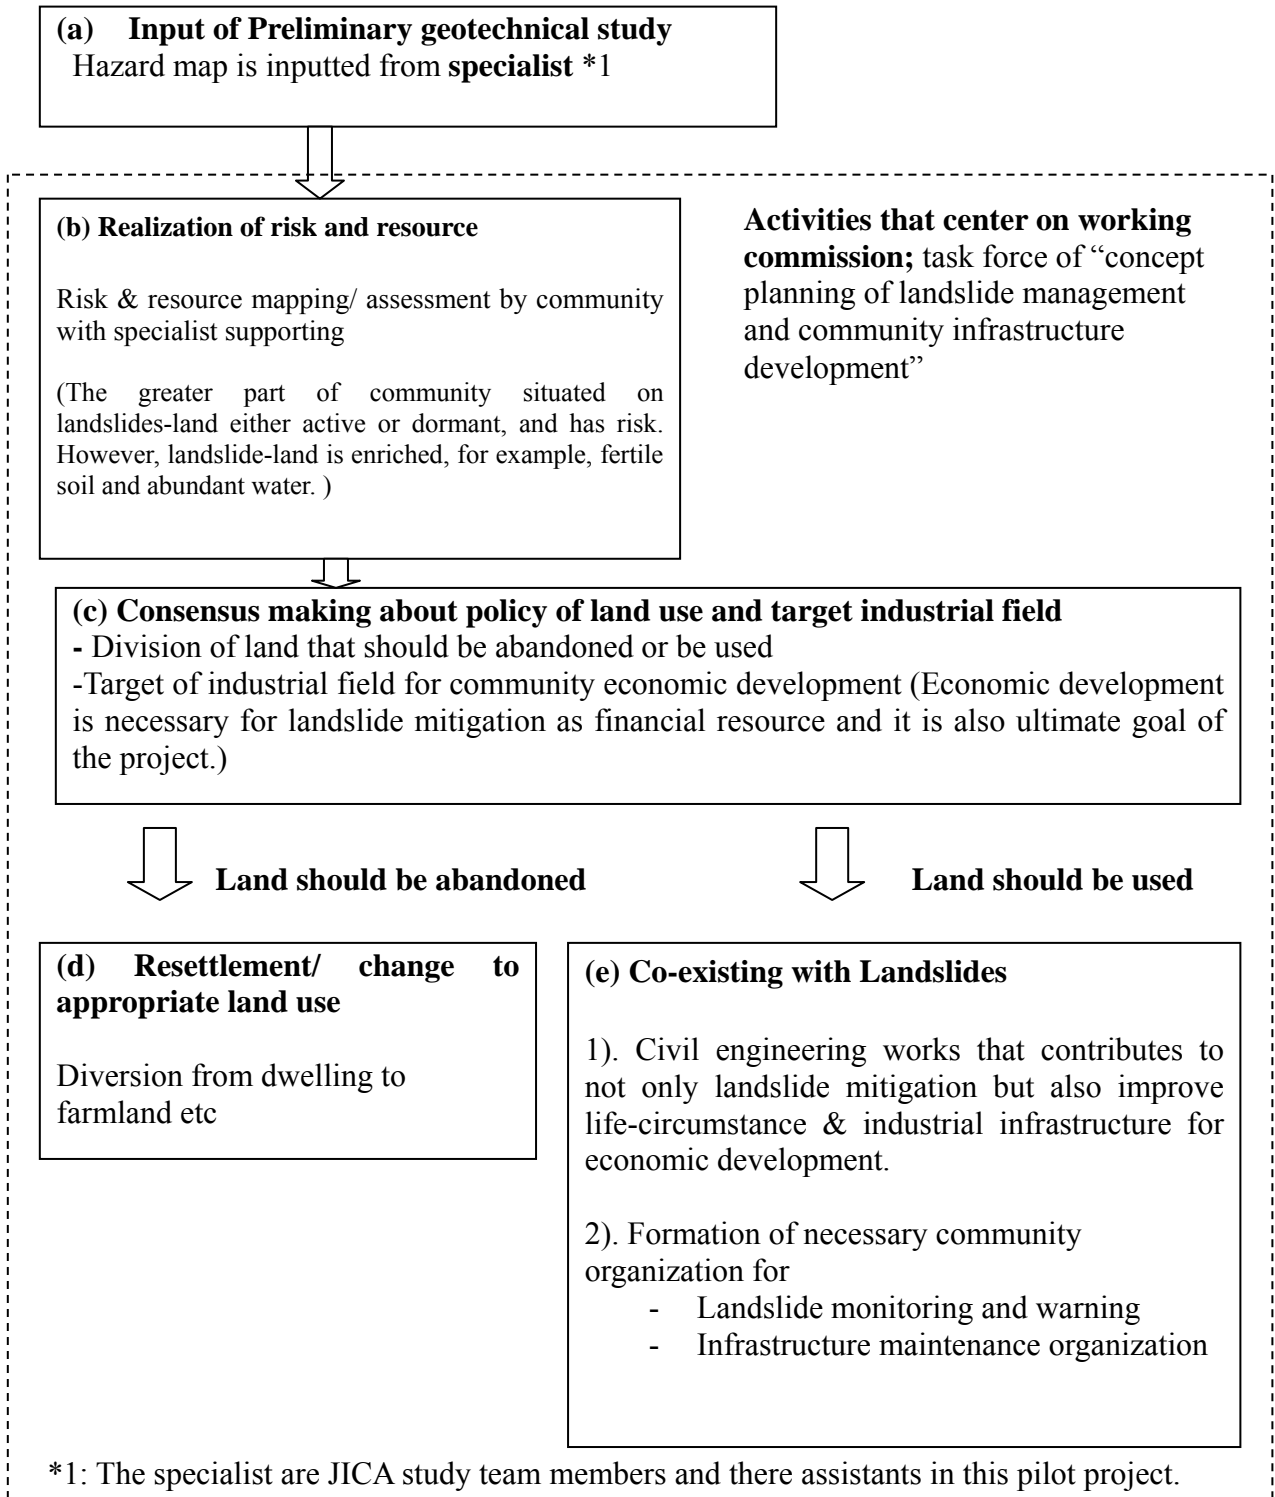 (a) Input of Preliminary geotechnical study
Hazard map is inputted from specialist *1
(b) Realization of risk and resource
Risk & resource mapping/ assessment by community
with specialist supporting
(The greater part of community situated on
landslides-land either active or dormant, and has risk.
However, landslide-land is enriched, for example, fertile
soil and abundant water. )
Activities that center on working
commission; task force of “concept
planning of landslide management
and community infrastructure
development”
(c) Consensus making about policy of land use and target industrial field
- Division of land that should be abandoned or be used
-Target of industrial field for community economic development (Economic development
is necessary for landslide mitigation as financial resource and it is also ultimate goal of
the project.)
Land should be abandoned
Land should be used
(d) Resettlement/ change to
appropriate land use
Diversion from dwelling to
farmland etc
(e) Co-existing with Landslides
1). Civil engineering works that contributes to
not only landslide mitigation but also improve
life-circumstance & industrial infrastructure for
economic development.
2). Formation of necessary community
organization for
- Landslide monitoring and warning
- Infrastructure maintenance organization
*1: The specialist are JICA study team members and there assistants in this pilot project.